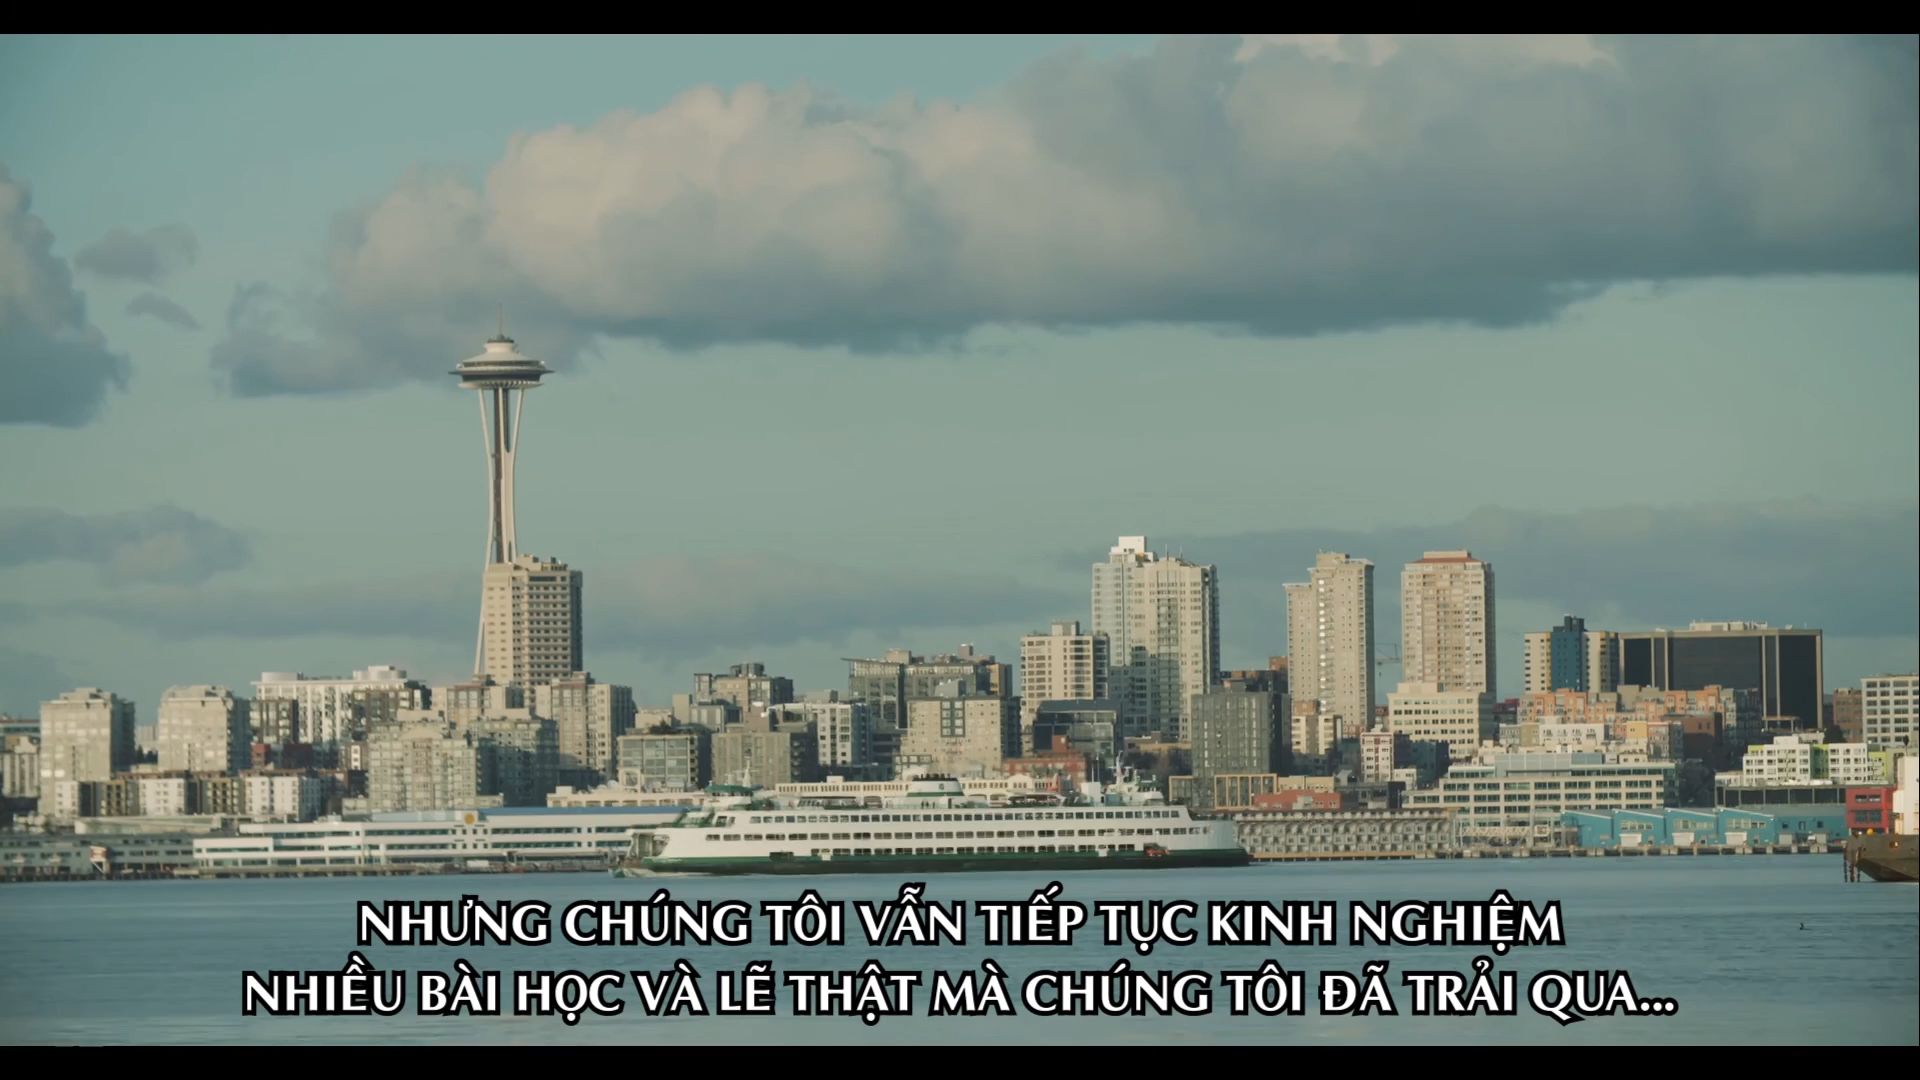 NHƯNG CHÚNG TÔI VẪN TIẾP TỤC KINH NGHIỆM
NHIỀU BÀI HỌC VÀ LẼ THẬT MÀ CHÚNG TÔI ĐÃ TRẢI QUA...